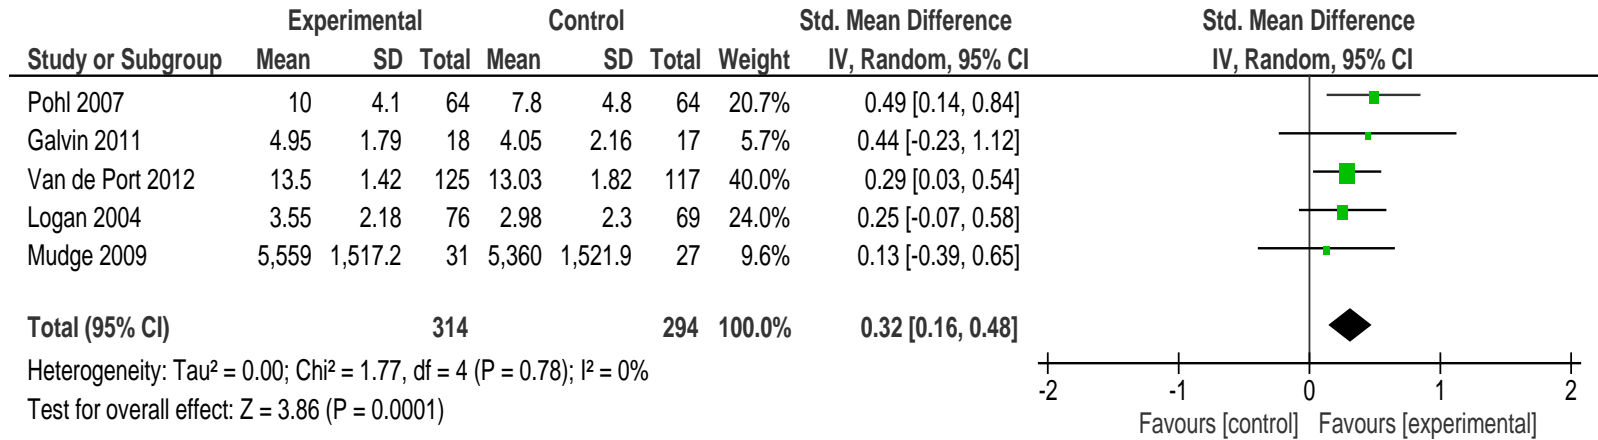 Experimental Control Std. Mean Difference Std. Mean Difference
Study or Subgroup Mean SD Total Mean SD Total Weight IV, Random, 95% CI IV, Random, 95% CI
Pohl 2007 10 4.1 64 7.8 4.8 64 20.7% 0.49 [0.14, 0.84]
Galvin 2011 4.95 1.79 18 4.05 2.16 17 5.7% 0.44 [-0.23, 1.12]
Van de Port 2012 13.5 1.42 125 13.03 1.82 117 40.0% 0.29 [0.03, 0.54]
Logan 2004 3.55 2.18 76 2.98 2.3 69 24.0% 0.25 [-0.07, 0.58]
Mudge 2009 5,559 1,517.2 31 5,360 1,521.9 27 9.6% 0.13 [-0.39, 0.65]
Total (95% CI) 314 294 100.0% 0.32 [0.16, 0.48]
Heterogeneity: Tau² = 0.00; Chi² = 1.77, df = 4 (P = 0.78); I² = 0%
Test for overall effect: Z = 3.86 (P = 0.0001)
-2 -1 0 1 2
Favours [control] Favours [experimental]